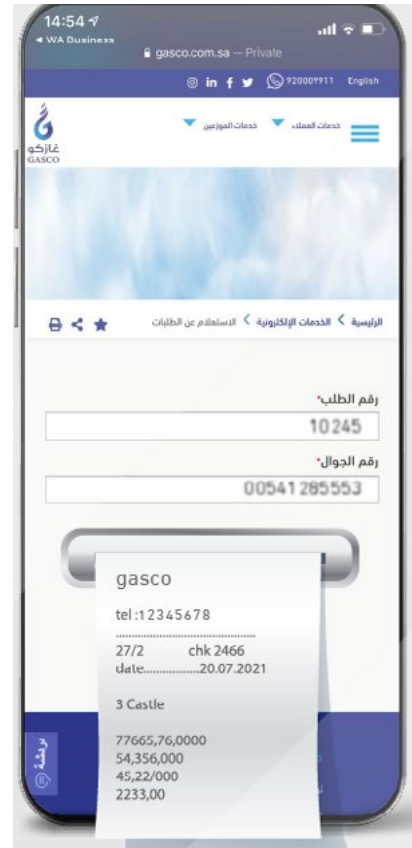 14:54
◄ WA Business
gasco.com.sa — Private
920009911 English
غازكو
GASCO
خدمات العملاء خدمات الموزعين
الرئيسية > الخدمات الإلكترونية > الاستعلام عن الطلبات
رقم الطلب*
10245
رقم الجوال*
00541285553
gasco
tel :12345678
27/2 chk 2466
date..................20.07.2021
3 Castle
77665,76,0000
54,356,000
45,22/000
2233,00
دردشة